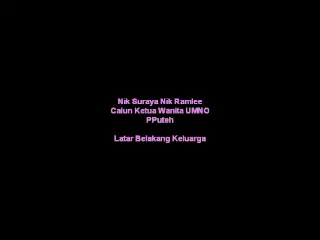 Nik Suraya Nik Ramlee
Calun Ketua Wanita UMNO
PPuteh
Latar Belakang Keluarga